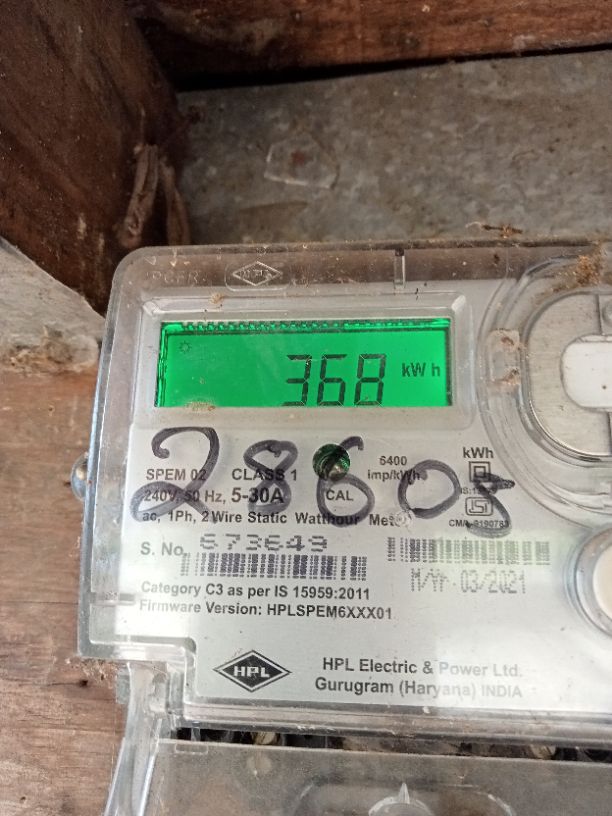 HPL
368 kWh
28608
SPEM 02 CLASS 1 6400 kWh
240V, 50 Hz, 5-30A CAL imp/kWh
ac, 1Ph, 2 Wire Static Watthour Meter
S. No. 673649
M/Yr. 03/2021
Category C3 as per IS 15959:2011
Firmware Version: HPLSPEM6XXX01
HPL HPL Electric & Power Ltd.
Gurugram (Haryana) INDIA